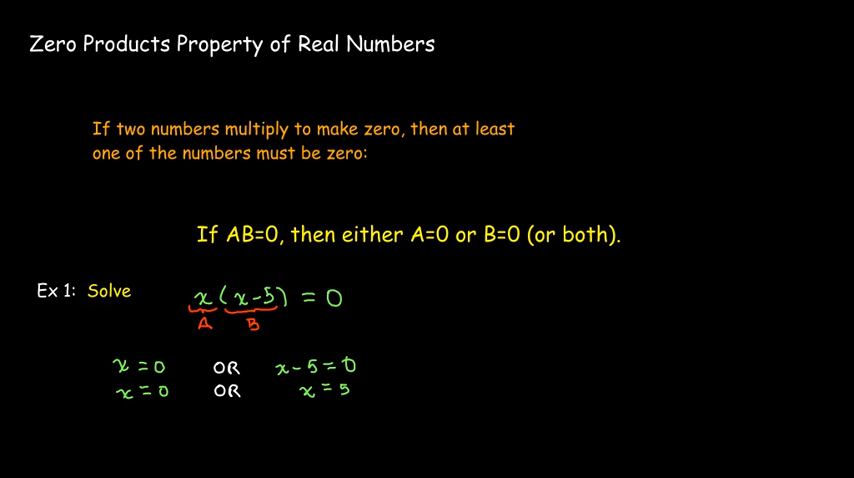 Zero Products Property of Real Numbers
If two numbers multiply to make zero, then at least
one of the numbers must be zero:
If AB=0, then either A=0 or B=0 (or both).
Ex 1: Solve x(x-5) = 0
A B
x = 0 OR x - 5 = 0
x = 0 OR x = 5